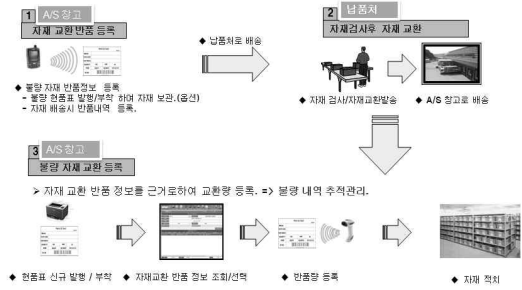 1 A/S 창고
자재 교환 반품 등록
◆ 불량 자재 반품정보 등록
- 불량 현품표 발행/부착 하며 자재 보관.(옵션)
- 자재 배송시 반품내역 등록.
◆ 납품처로 배송
2 납품처
자재검사후 자재 교환
◆ 자재 검사/자재교환발송
◆ A/S 창고로 배송
3 A/S 창고
불량 자재 교환 등록
➢ 자재 교환 반품 정보를 근거로하여 교환량 등록. => 불량 내역 추적관리.
◆ 현품표 신규 발행 / 부착
◆ 자재교환 반품 정보 조회/선택
◆ 반품량 등록
◆ 자재 적치